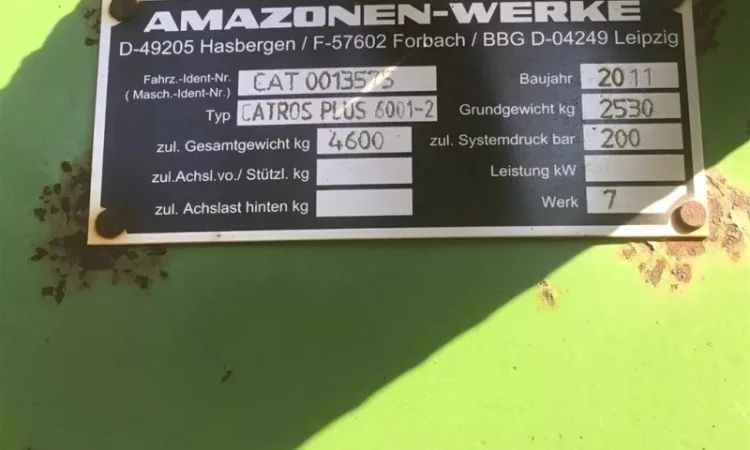 AMAZONEN-WERKE
D-49205 Hasbergen / F-57602 Forbach / BBG D-04249 Leipzig
Fahrz.-Ident-Nr. CAT 0013575 Baujahr 2011
( Masch.-Ident-Nr.)
Typ CATROS PLUS 6001-2 Grundgewicht kg 2530
zul. Gesamtgewicht kg 4600 zul. Systemdruck bar 200
zul.Achsl.vo./ Stützl. kg Leistung kW
zul. Achslast hinten kg Werk 7